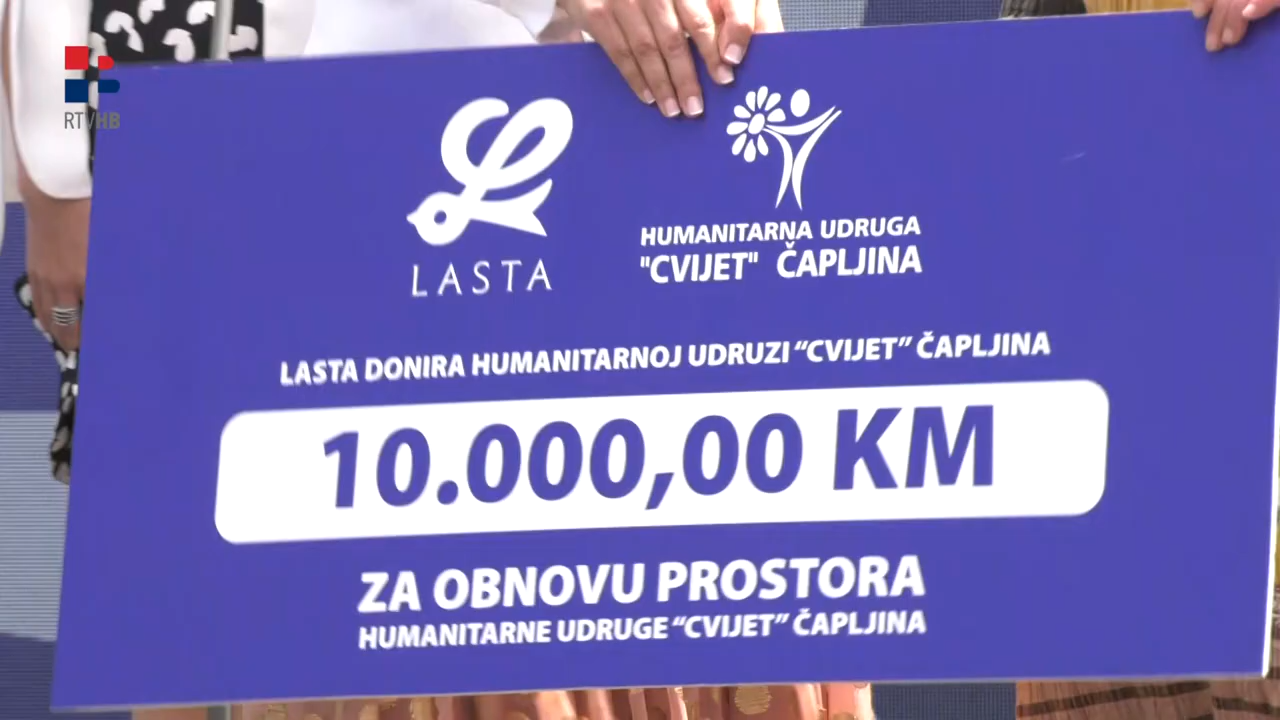 RTVHB
LASTA
HUMANITARNA UDRUGA
"CVIJET" ČAPLJINA
LASTA DONIRA HUMANITARNOJ UDRUZI “CVIJET” ČAPLJINA
10.000,00 KM
ZA OBNOVU PROSTORA
HUMANITARNE UDRUGE “CVIJET” ČAPLJINA